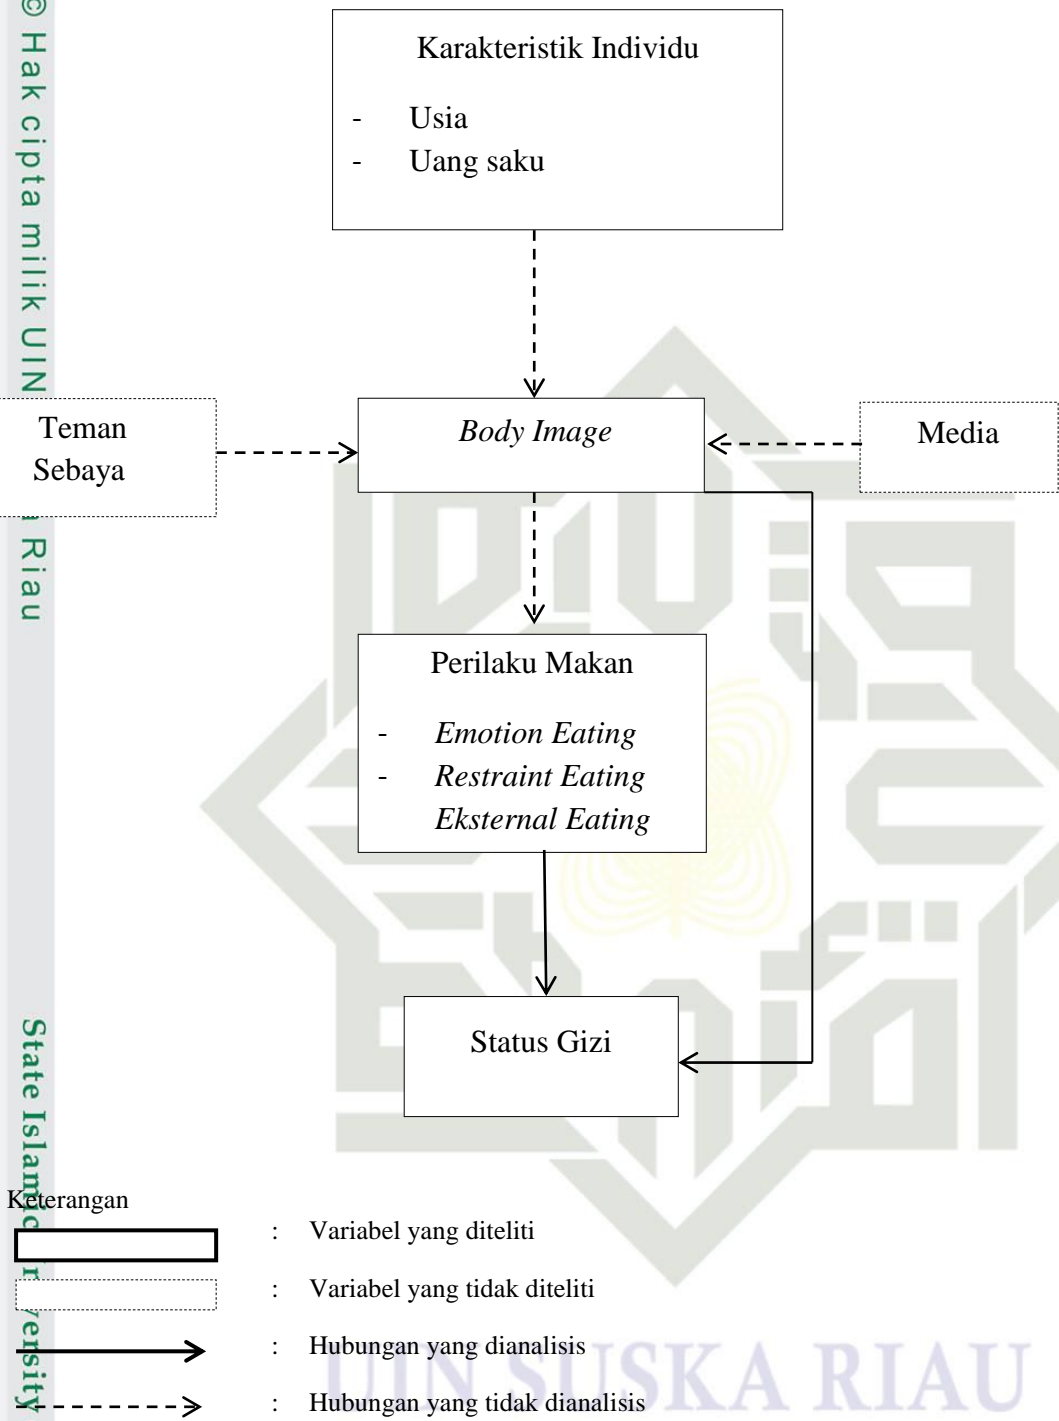 © Hak cipta milik UIN
Riau
State Islamic
Karakteristik Individu
- Usia
- Uang saku
Teman
Sebaya
Body Image
Media
Perilaku Makan
- Emotion Eating
- Restraint Eating
Eksternal Eating
Status Gizi
Keterangan
: Variabel yang diteliti
: Variabel yang tidak diteliti
: Hubungan yang dianalisis
: Hubungan yang tidak dianalisis
UIN SUSKA RIAU